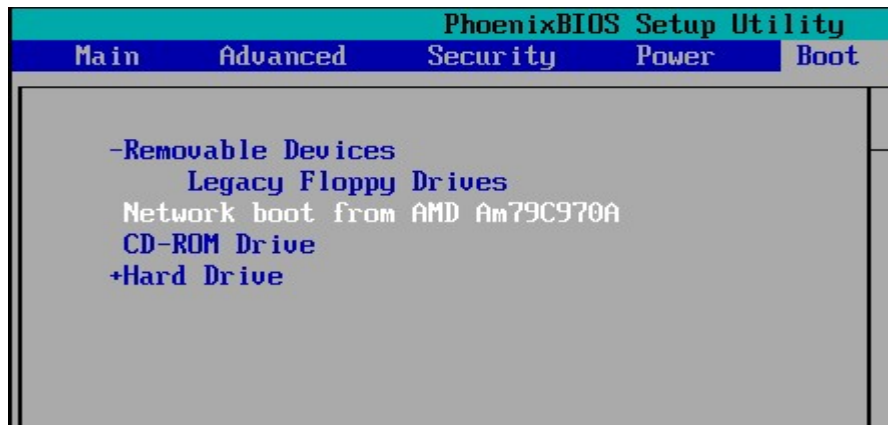 PhoenixBIOS Setup Utility
Main Advanced Security Power Boot
-Removable Devices
Legacy Floppy Drives
Network boot from AMD Am79C970A
CD-ROM Drive
+Hard Drive